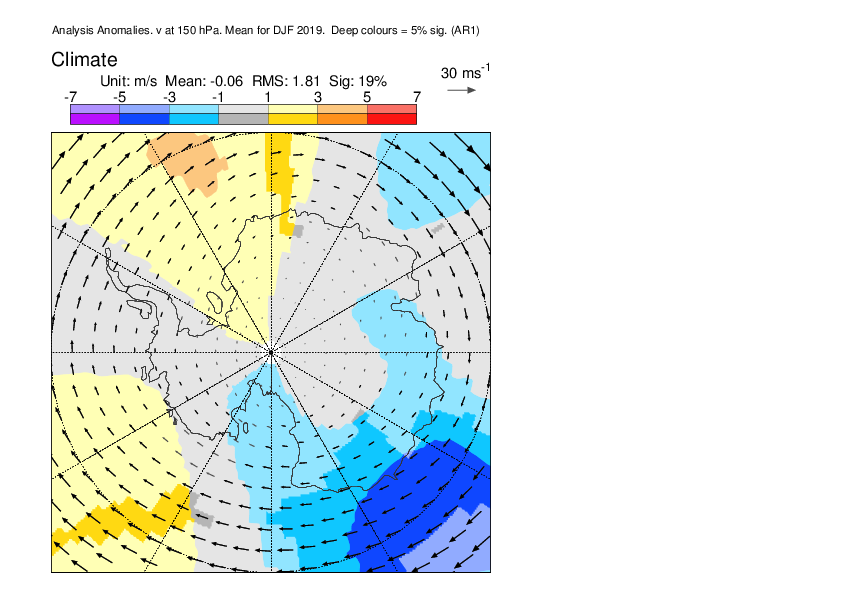 Analysis Anomalies. v at 150 hPa. Mean for DJF 2019.  Deep colours = 5% sig. (AR1)
Climate
30 ms-1
Unit: m/s  Mean: -0.06  RMS: 1.81  Sig: 19%
-7 -5 -3 -1 1 3 5 7